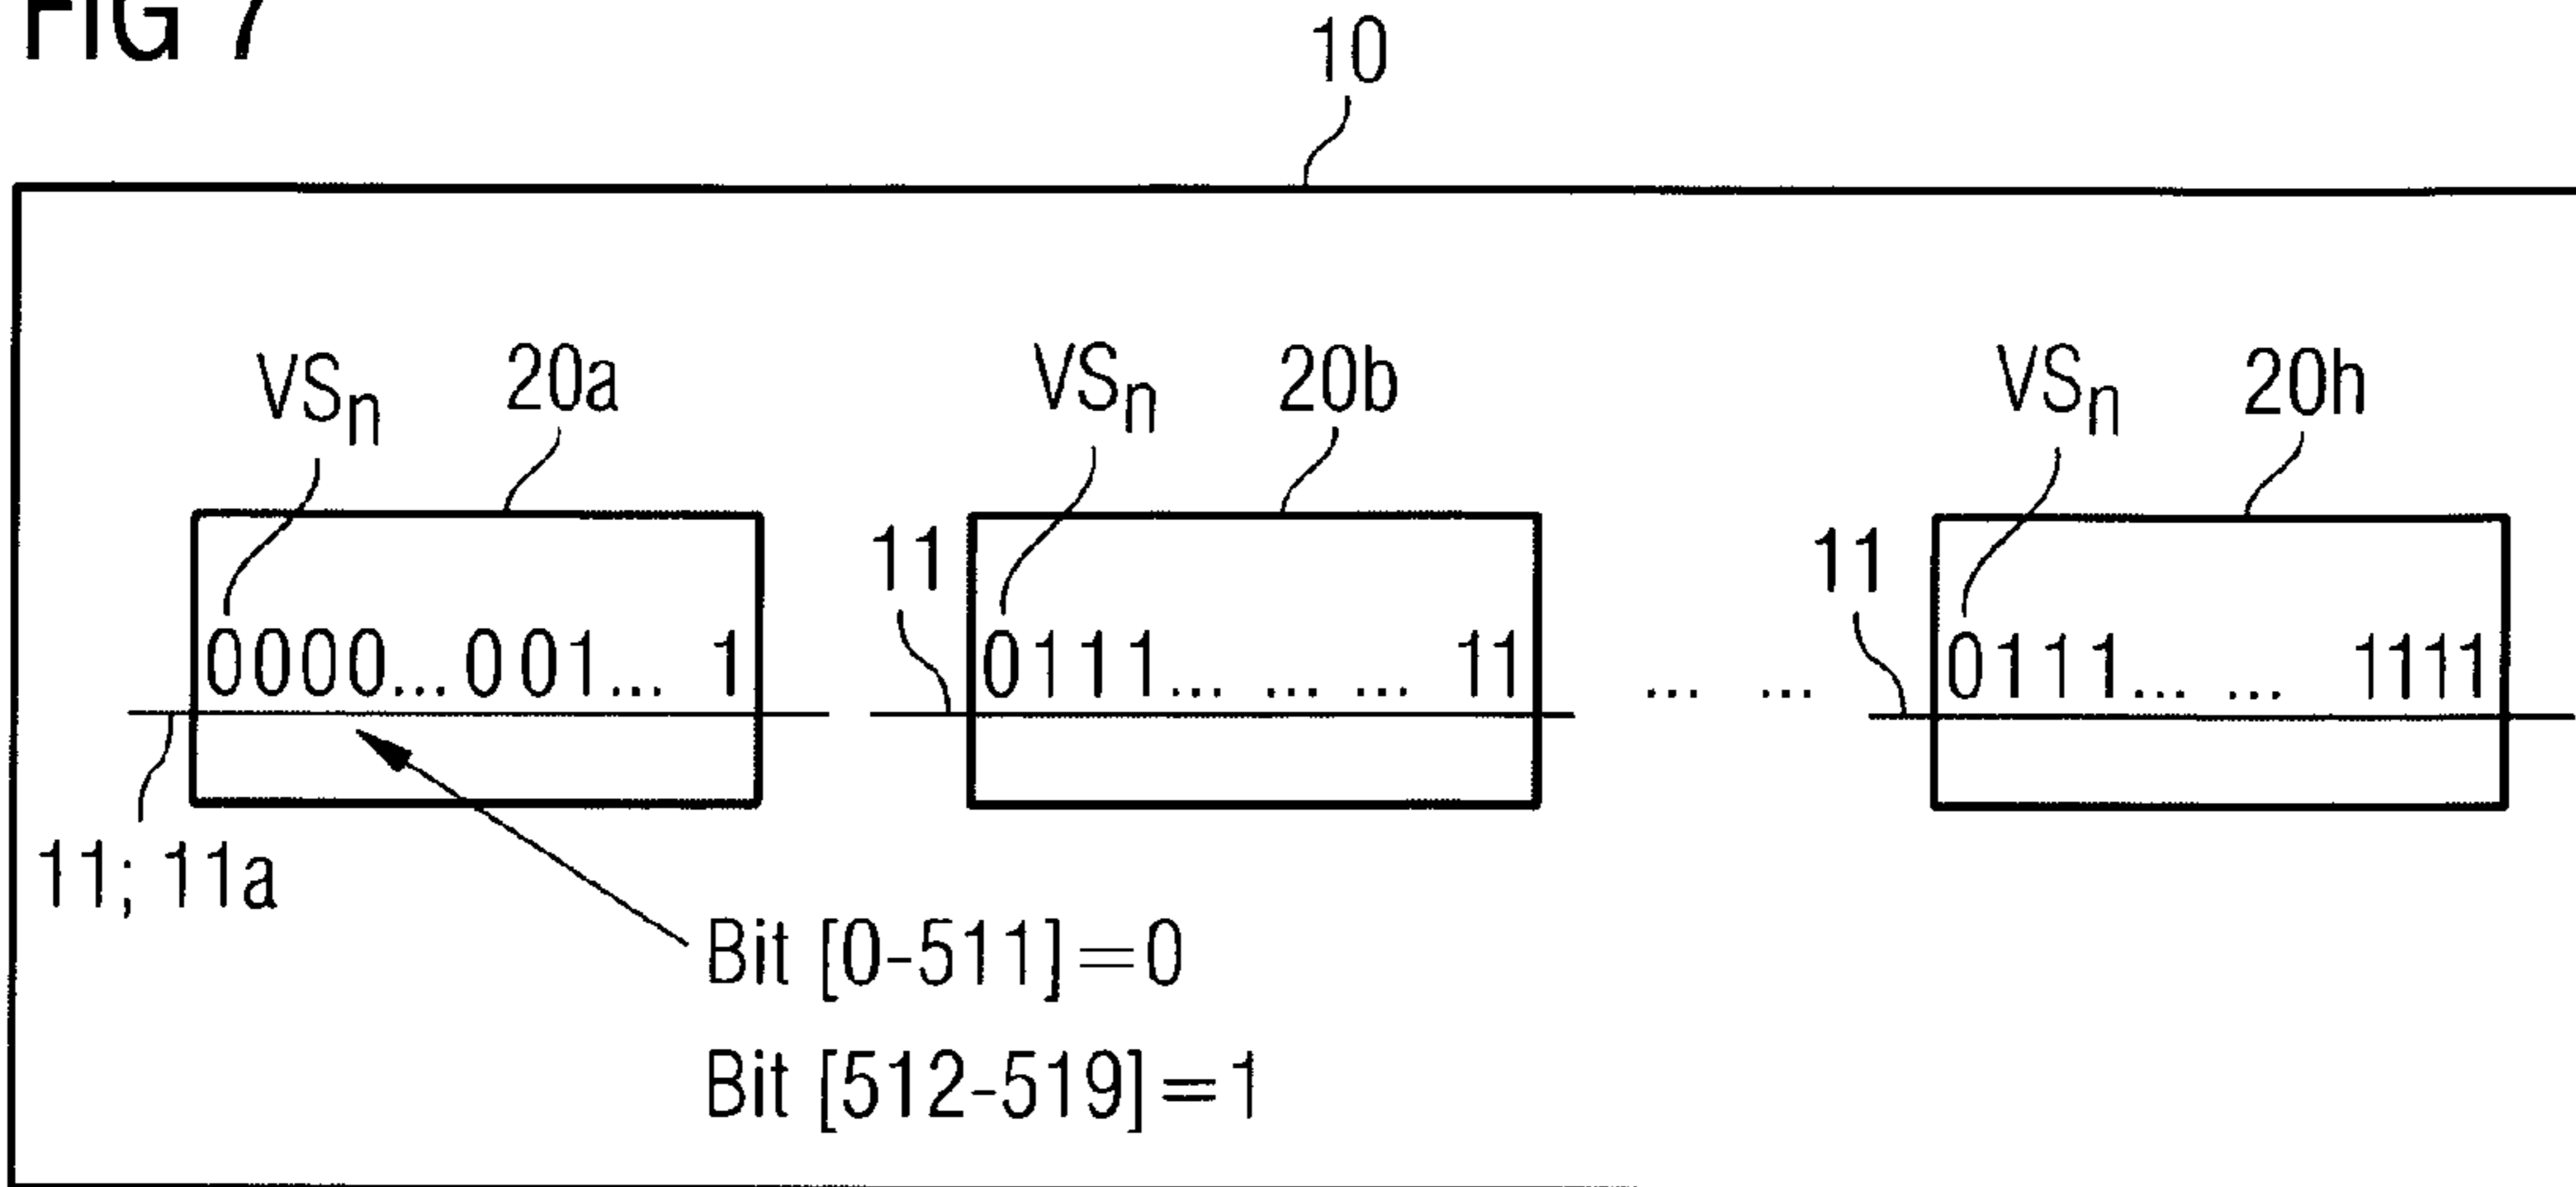 FIG 7
10
VSn 20a VSn 20b VSn 20h
11 11
0000...001... 1 0111... ... ... 11 ... ... 0111... ... 1111
11; 11a
Bit [0-511]=0
Bit [512-519]=1